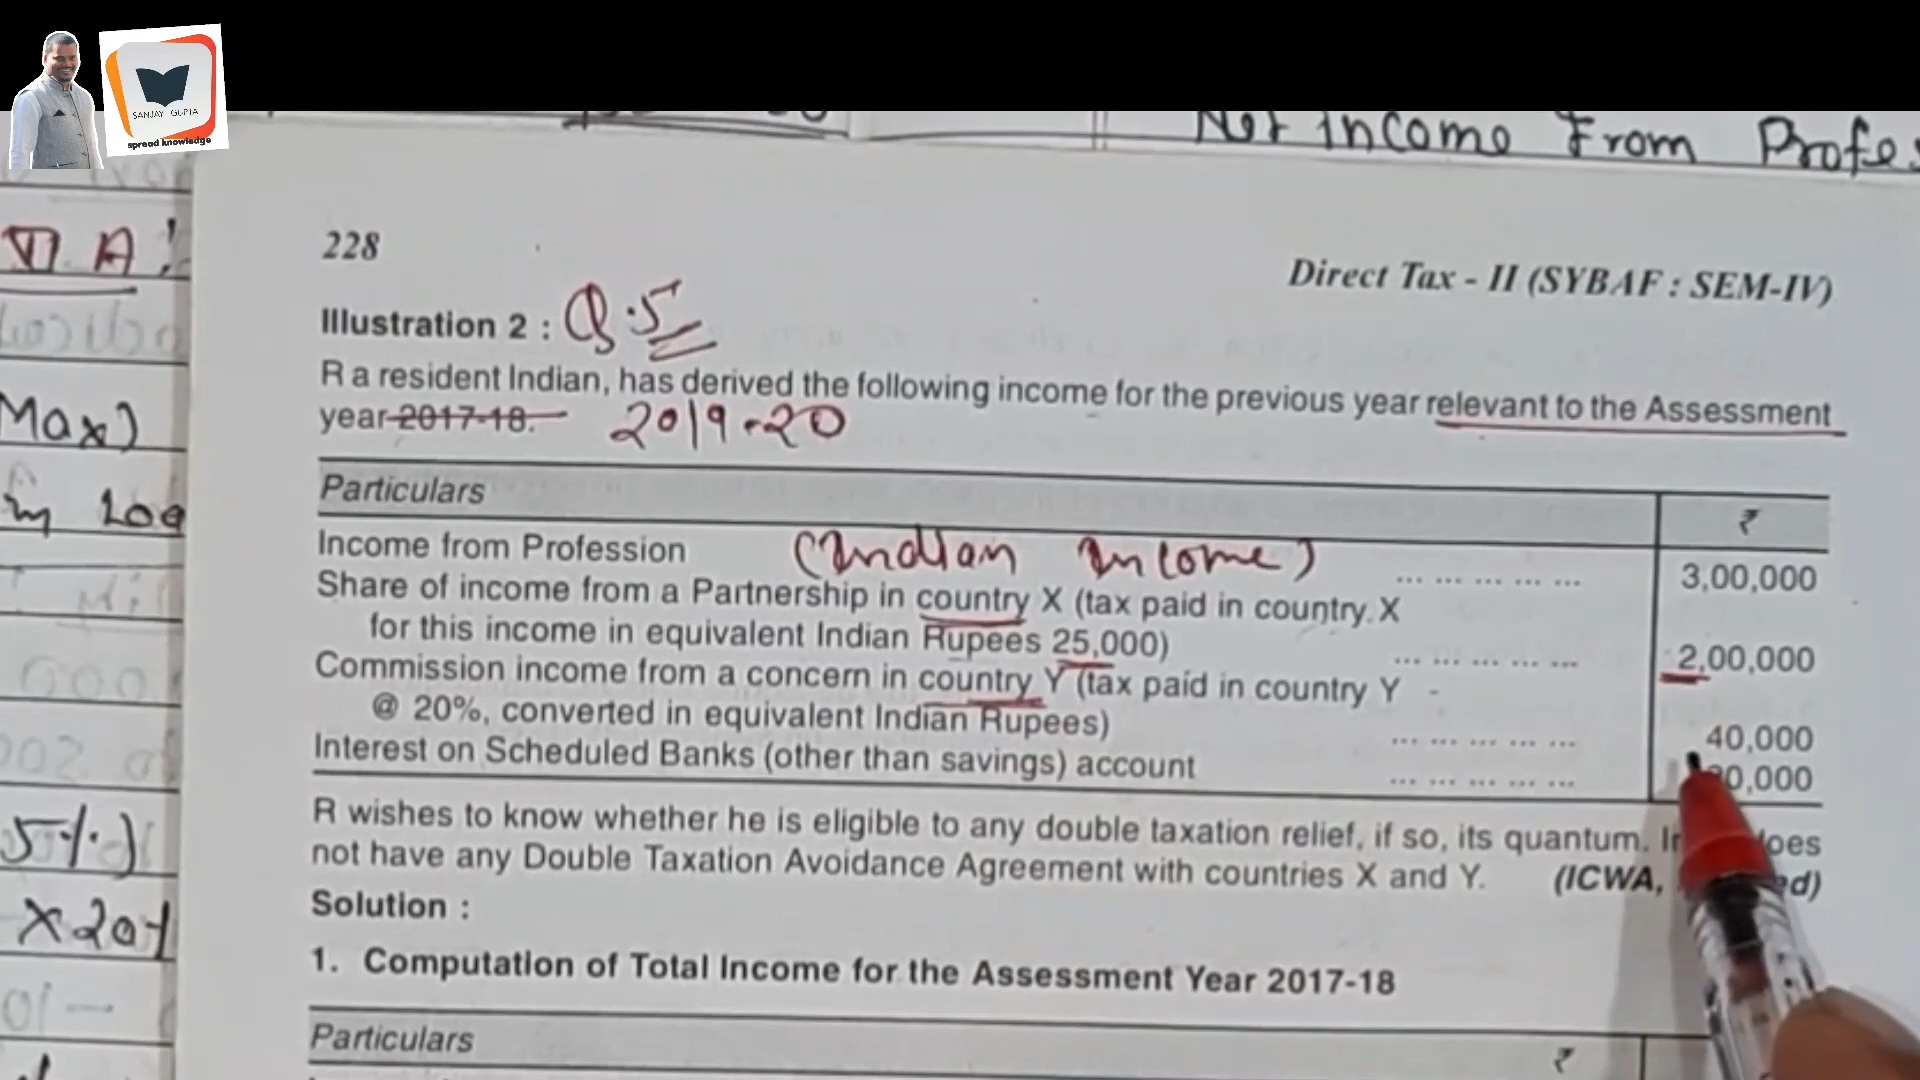 SANJAY GUPTA
spread knowledge
Net Income From
VI A!
Max)
in
5%)
X20%
228
Direct Tax - II (SYBAF : SEM-IV)
Illustration 2 : Q.5
R a resident Indian, has derived the following income for the previous year relevant to the Assessment
year 2017-18. 2019-20
Particulars ₹
Income from Profession (Indian Income) ... ... ... ... ... 3,00,000
Share of income from a Partnership in country X (tax paid in country X
for this income in equivalent Indian Rupees 25,000) ... ... ... ... ... 2,00,000
Commission income from a concern in country Y (tax paid in country Y -
@ 20%, converted in equivalent Indian Rupees) ... ... ... ... ... 40,000
Interest on Scheduled Banks (other than savings) account ... ... ... ... ... 0,000
R wishes to know whether he is eligible to any double taxation relief, if so, its quantum.
not have any Double Taxation Avoidance Agreement with countries X and Y. (ICWA,
Solution :
1. Computation of Total Income for the Assessment Year 2017-18
Particulars ₹